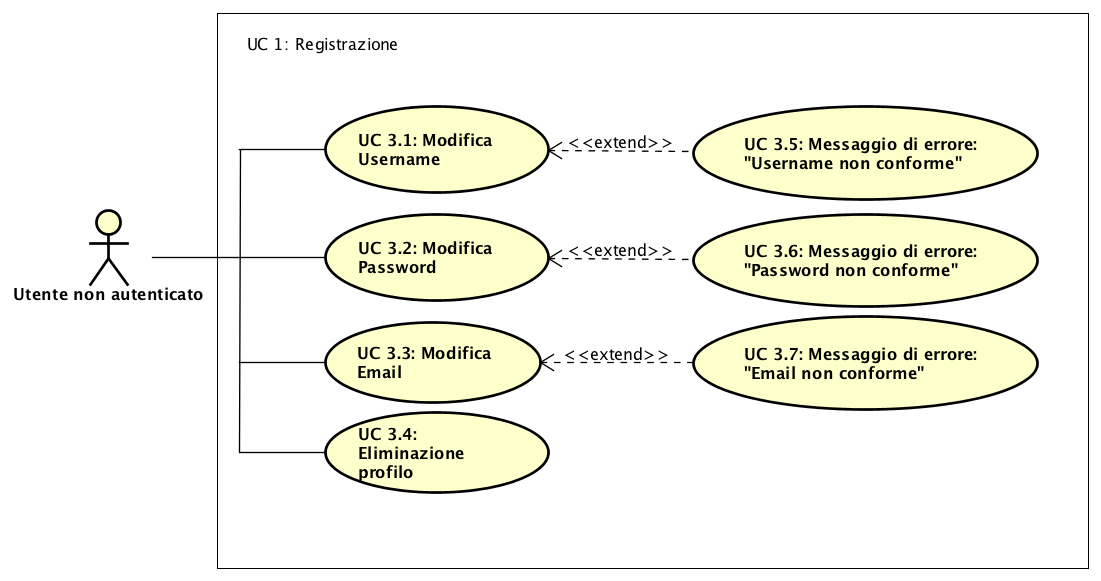 UC 1: Registrazione
UC 3.1: Modifica
Username
<<extend>>
UC 3.5: Messaggio di errore:
"Username non conforme"
UC 3.2: Modifica
Password
<<extend>>
UC 3.6: Messaggio di errore:
"Password non conforme"
Utente non autenticato
UC 3.3: Modifica
Email
<<extend>>
UC 3.7: Messaggio di errore:
"Email non conforme"
UC 3.4:
Eliminazione
profilo